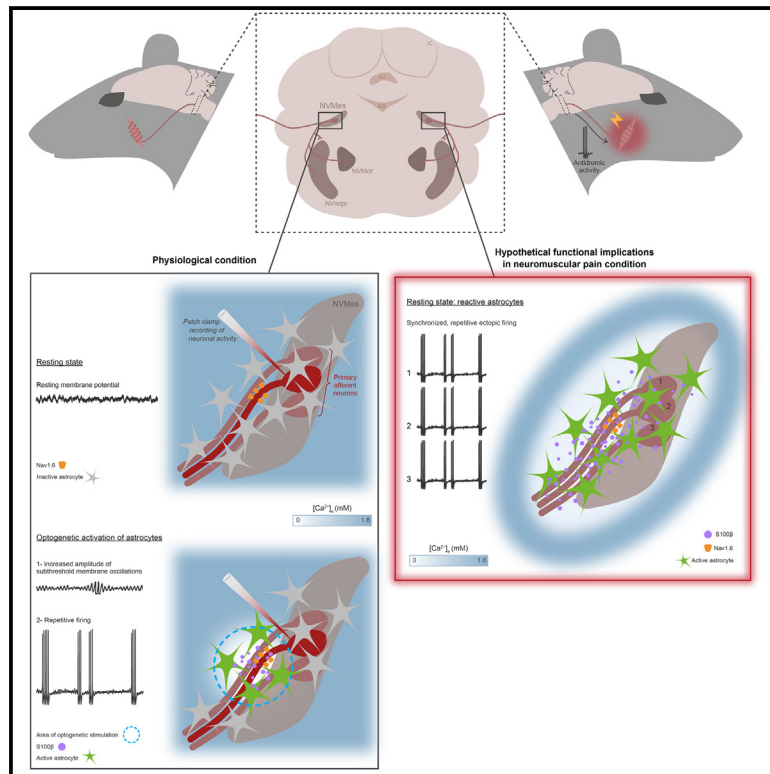 IC
NVMes
NVMot
NVsnpr
Antidromic
activity
Physiological condition
Hypothetical functional implications
in neuromuscular pain condition
Resting state
Resting membrane potential
Nav1.6
Inactive astrocyte
Patch clamp
recording of
neuronal activity
NVMes
Primary
afferent
neurons
[Ca²⁺]e (mM)
0 1.6
Optogenetic activation of astrocytes
1- Increased amplitude of
subthreshold membrane oscillations
2- Repetitive firing
Area of optogenetic stimulation
S100β
Active astrocyte
Resting state: reactive astrocytes
Synchronized, repetitive ectopic firing
1
2
3
1
2
3
[Ca²⁺]e (mM)
0 1.6
S100β
Nav1.6
Active astrocyte